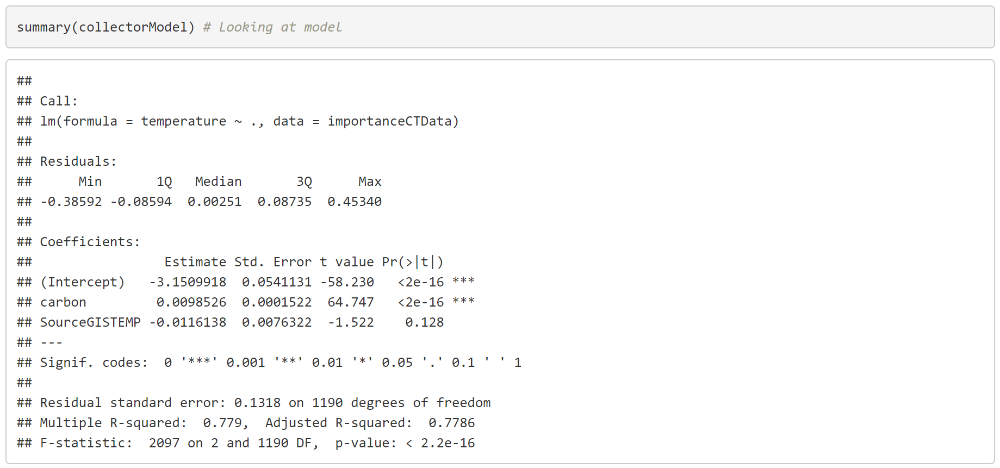 summary(collectorModel) # Looking at model
##
## Call:
## lm(formula = temperature ~ ., data = importanceCTData)
##
## Residuals:
##      Min       1Q   Median       3Q      Max
## -0.38592 -0.08594  0.00251  0.08735  0.45340
##
## Coefficients:
##                 Estimate Std. Error t value Pr(>|t|)
## (Intercept)   -3.1509918  0.0541131 -58.230   <2e-16 ***
## carbon         0.0098526  0.0001522  64.747   <2e-16 ***
## SourceGISTEMP -0.0116138  0.0076322  -1.522    0.128
## ---
## Signif. codes:  0 '***' 0.001 '**' 0.01 '*' 0.05 '.' 0.1 ' ' 1
##
## Residual standard error: 0.1318 on 1190 degrees of freedom
## Multiple R-squared:  0.779,  Adjusted R-squared:  0.7786
## F-statistic:  2097 on 2 and 1190 DF,  p-value: < 2.2e-16